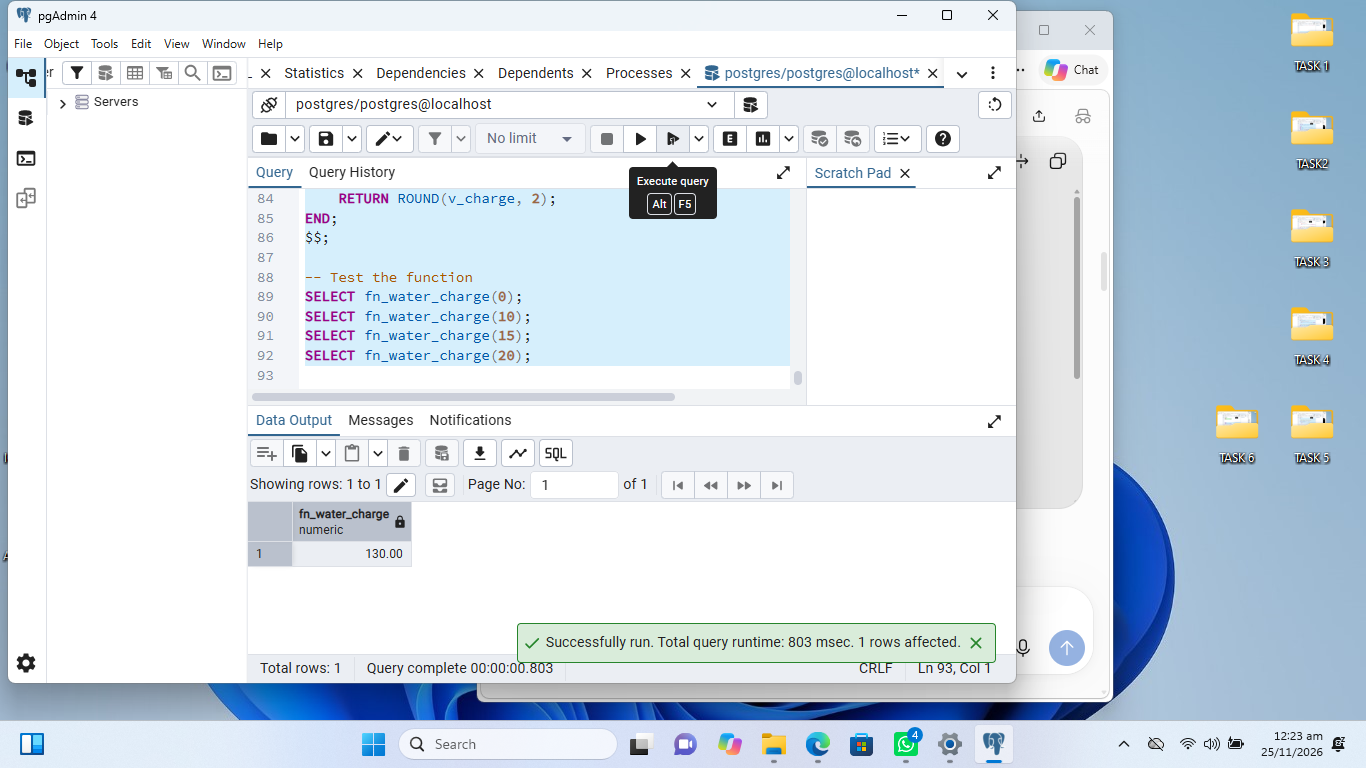 pgAdmin 4
File Object Tools Edit View Window Help
Statistics Dependencies Dependents Processes postgres/postgres@localhost*
Servers
postgres/postgres@localhost
No limit
Query Query History
Scratch Pad
Execute query
Alt F5
84 RETURN ROUND(v_charge, 2);
85 END;
86 $$;
87
88 -- Test the function
89 SELECT fn_water_charge(0);
90 SELECT fn_water_charge(10);
91 SELECT fn_water_charge(15);
92 SELECT fn_water_charge(20);
93
Data Output Messages Notifications
SQL
Showing rows: 1 to 1 Page No: 1 of 1
fn_water_charge
numeric
1 130.00
Successfully run. Total query runtime: 803 msec. 1 rows affected.
Total rows: 1 Query complete 00:00:00.803 CRLF Ln 93, Col 1
Chat
TASK 1
TASK2
TASK 3
TASK 4
TASK 6 TASK 5
Search
4
12:23 am
25/11/2026